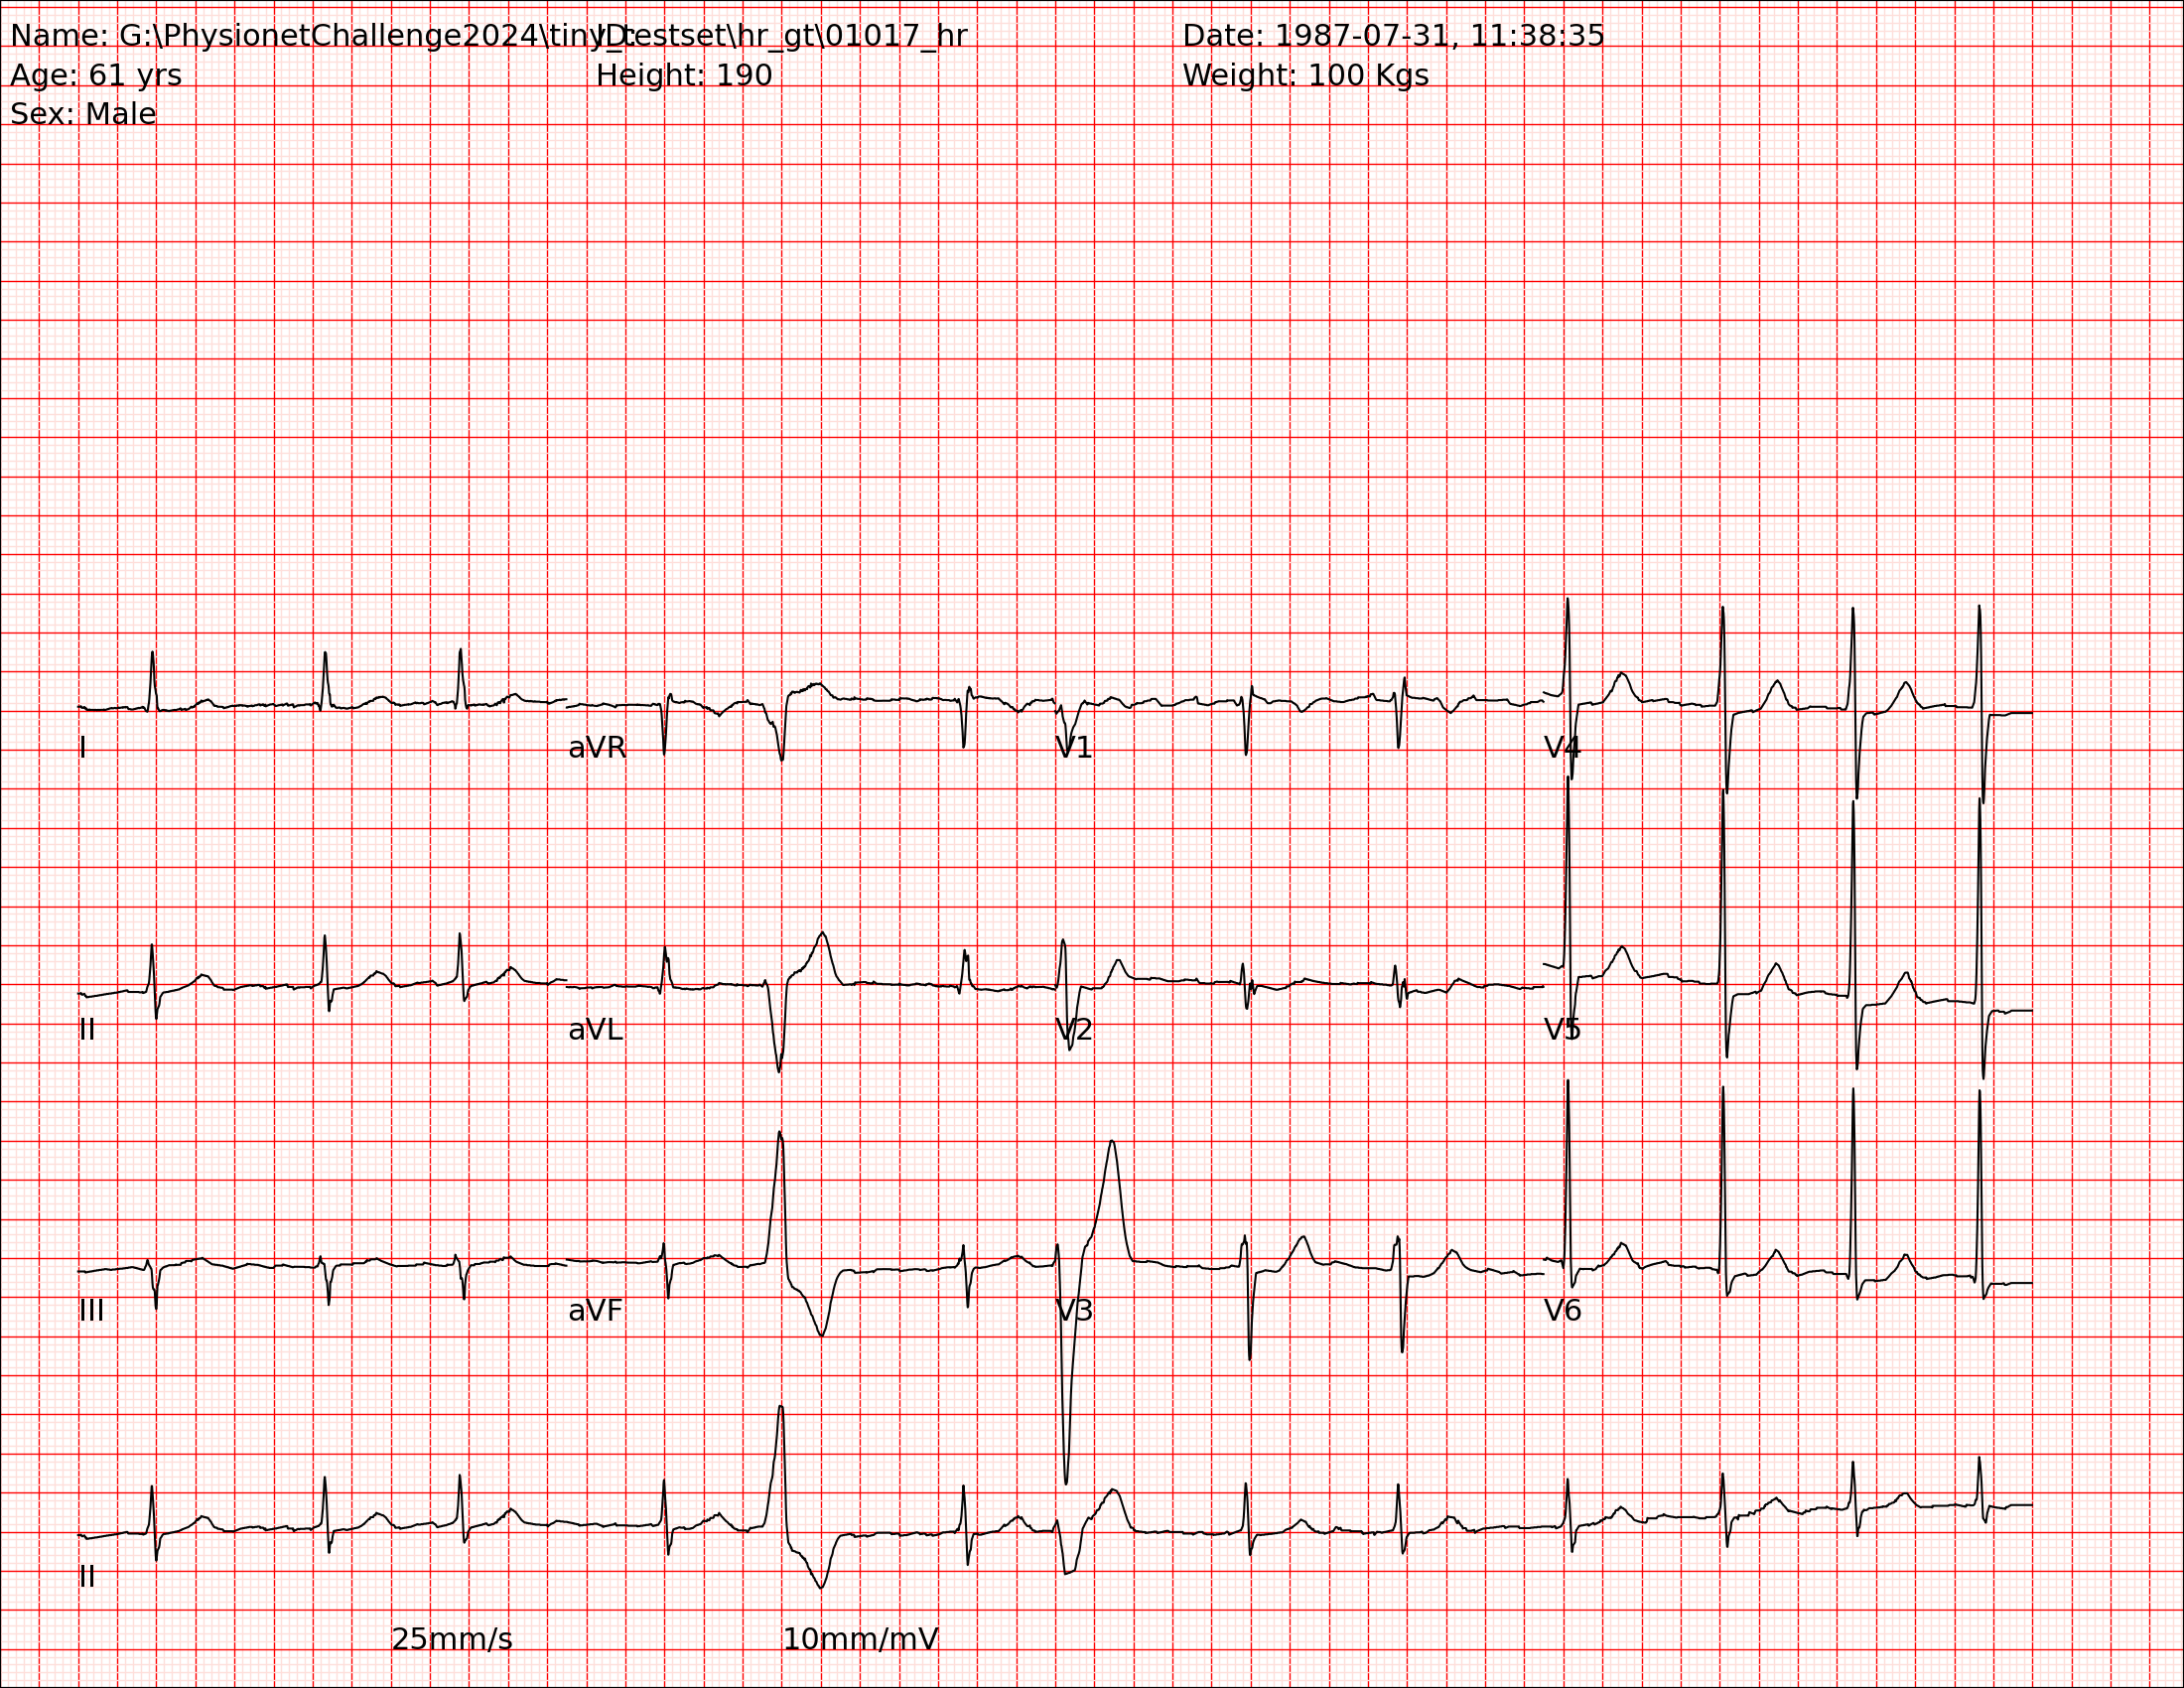 Name: G:\PhysionetChallenge2024\tiny_testset\hr_gt\01017_hr ID: Date: 1987-07-31, 11:38:35
Age: 61 yrs Height: 190 Weight: 100 Kgs
Sex: Male
I aVR V1 V4
II aVL V2 V5
III aVF V3 V6
II
25mm/s 10mm/mV